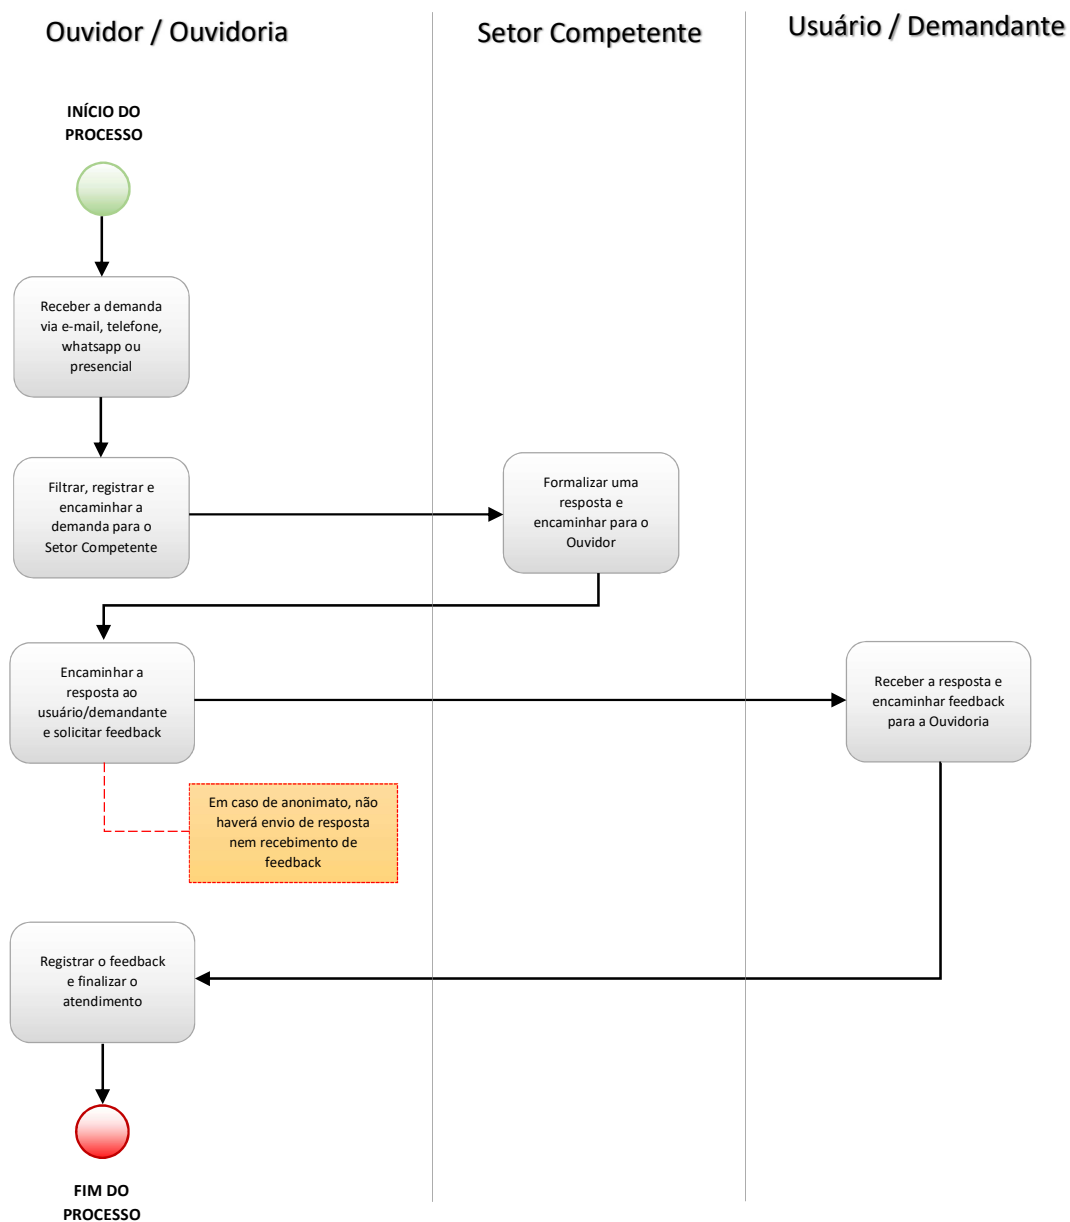 Ouvidor / Ouvidoria
Setor Competente
Usuário / Demandante
INÍCIO DO
PROCESSO
Receber a demanda
via e-mail, telefone,
whatsapp ou
presencial
Filtrar, registrar e
encaminhar a
demanda para o
Setor Competente
Formalizar uma
resposta e
encaminhar para o
Ouvidor
Encaminhar a
resposta ao
usuário/demandante
e solicitar feedback
Receber a resposta e
encaminhar feedback
para a Ouvidoria
Em caso de anonimato, não
haverá envio de resposta
nem recebimento de
feedback
Registrar o feedback
e finalizar o
atendimento
FIM DO
PROCESSO